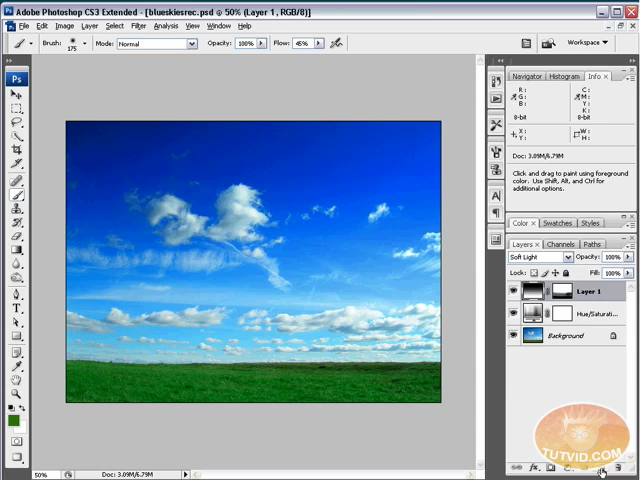 Adobe Photoshop CS3 Extended - [blueskiesrec.psd @ 50% (Layer 1, RGB/8)]
File Edit Image Layer Select Filter Analysis View Window Help
Brush: 175 Mode: Normal Opacity: 100% Flow: 45% Workspace
Ps
Navigator Histogram Info
R: C:
G: M:
B: Y:
K:
8-bit 8-bit
X: W:
Y: H:
Doc: 3.09M/6.79M
Click and drag to paint using foreground
color. Use Shift, Alt, and Ctrl for
additional options.
Color Swatches Styles
Layers Channels Paths
Soft Light Opacity: 100%
Lock: Fill: 100%
Layer 1
Hue/Saturati...
Background
TUTVID.COM
50% Doc: 3.09M/6.79M